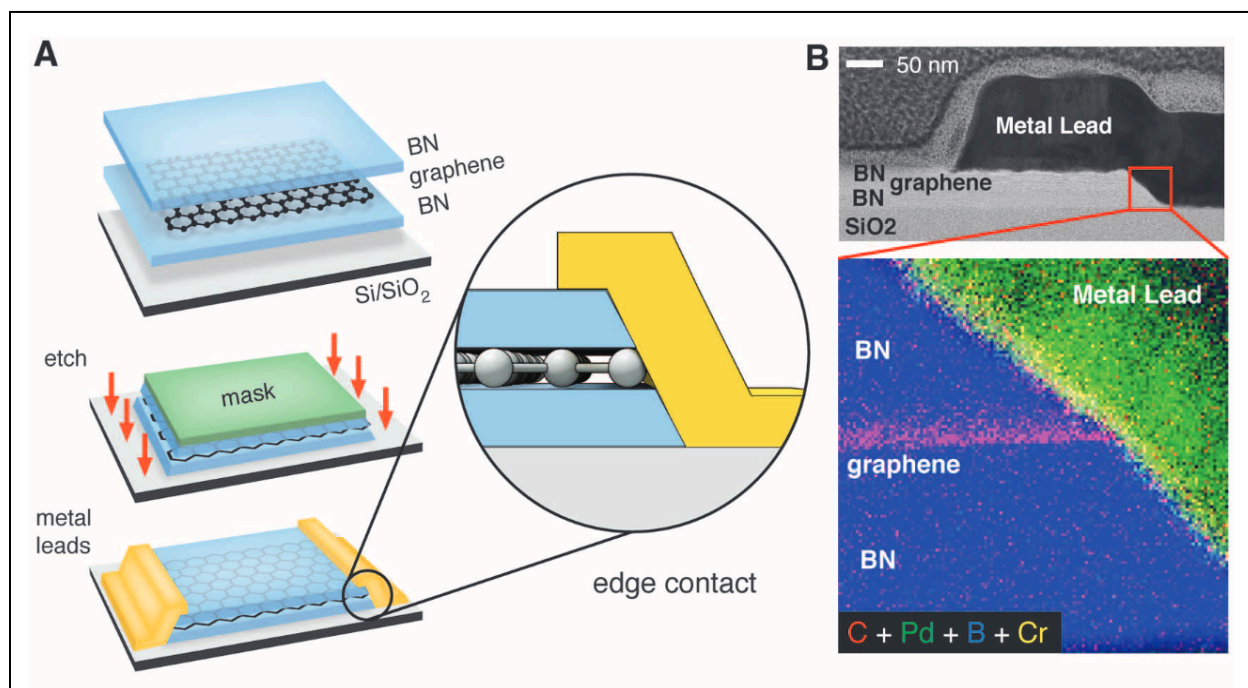 A
BN
graphene
BN
Si/SiO₂
etch
mask
metal
leads
edge contact
B
50 nm
Metal Lead
BN
graphene
BN
SiO2
Metal Lead
BN
graphene
BN
C + Pd + B + Cr